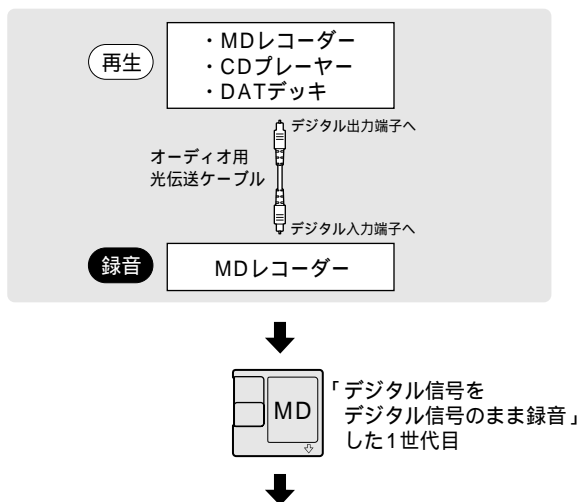 再生
・MDレコーダー
・CDプレーヤー
・DATデッキ
デジタル出力端子へ
オーディオ用
光伝送ケーブル
デジタル入力端子へ
録音
MDレコーダー
MD
「デジタル信号を
デジタル信号のまま録音」
した1世代目